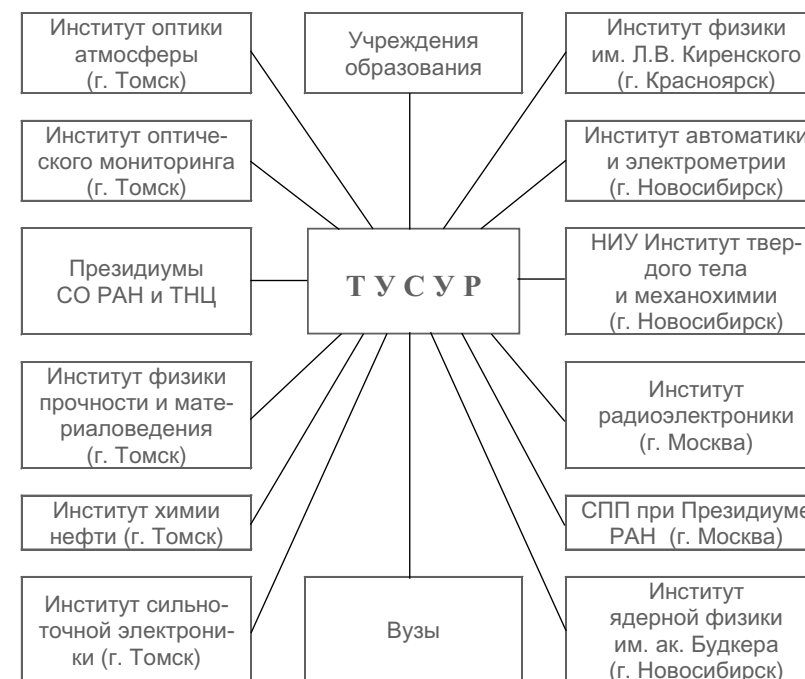 Институт оптики
атмосферы
(г. Томск)
Учреждения
образования
Институт физики
им. Л.В. Киренского
(г. Красноярск)
Институт оптиче-
ского мониторинга
(г. Томск)
Институт автоматики
и электрометрии
(г. Новосибирск)
Президиумы
СО РАН и ТНЦ
Т У С У Р
НИУ Институт твер-
дого тела
и механохимии
(г. Новосибирск)
Институт физики
прочности и мате-
риаловедения
(г. Томск)
Институт
радиоэлектроники
(г. Москва)
Институт химии
нефти (г. Томск)
СПП при Президиуме
РАН (г. Москва)
Институт сильно-
точной электрони-
ки (г. Томск)
Вузы
Институт
ядерной физики
им. ак. Будкера
(г. Новосибирск)